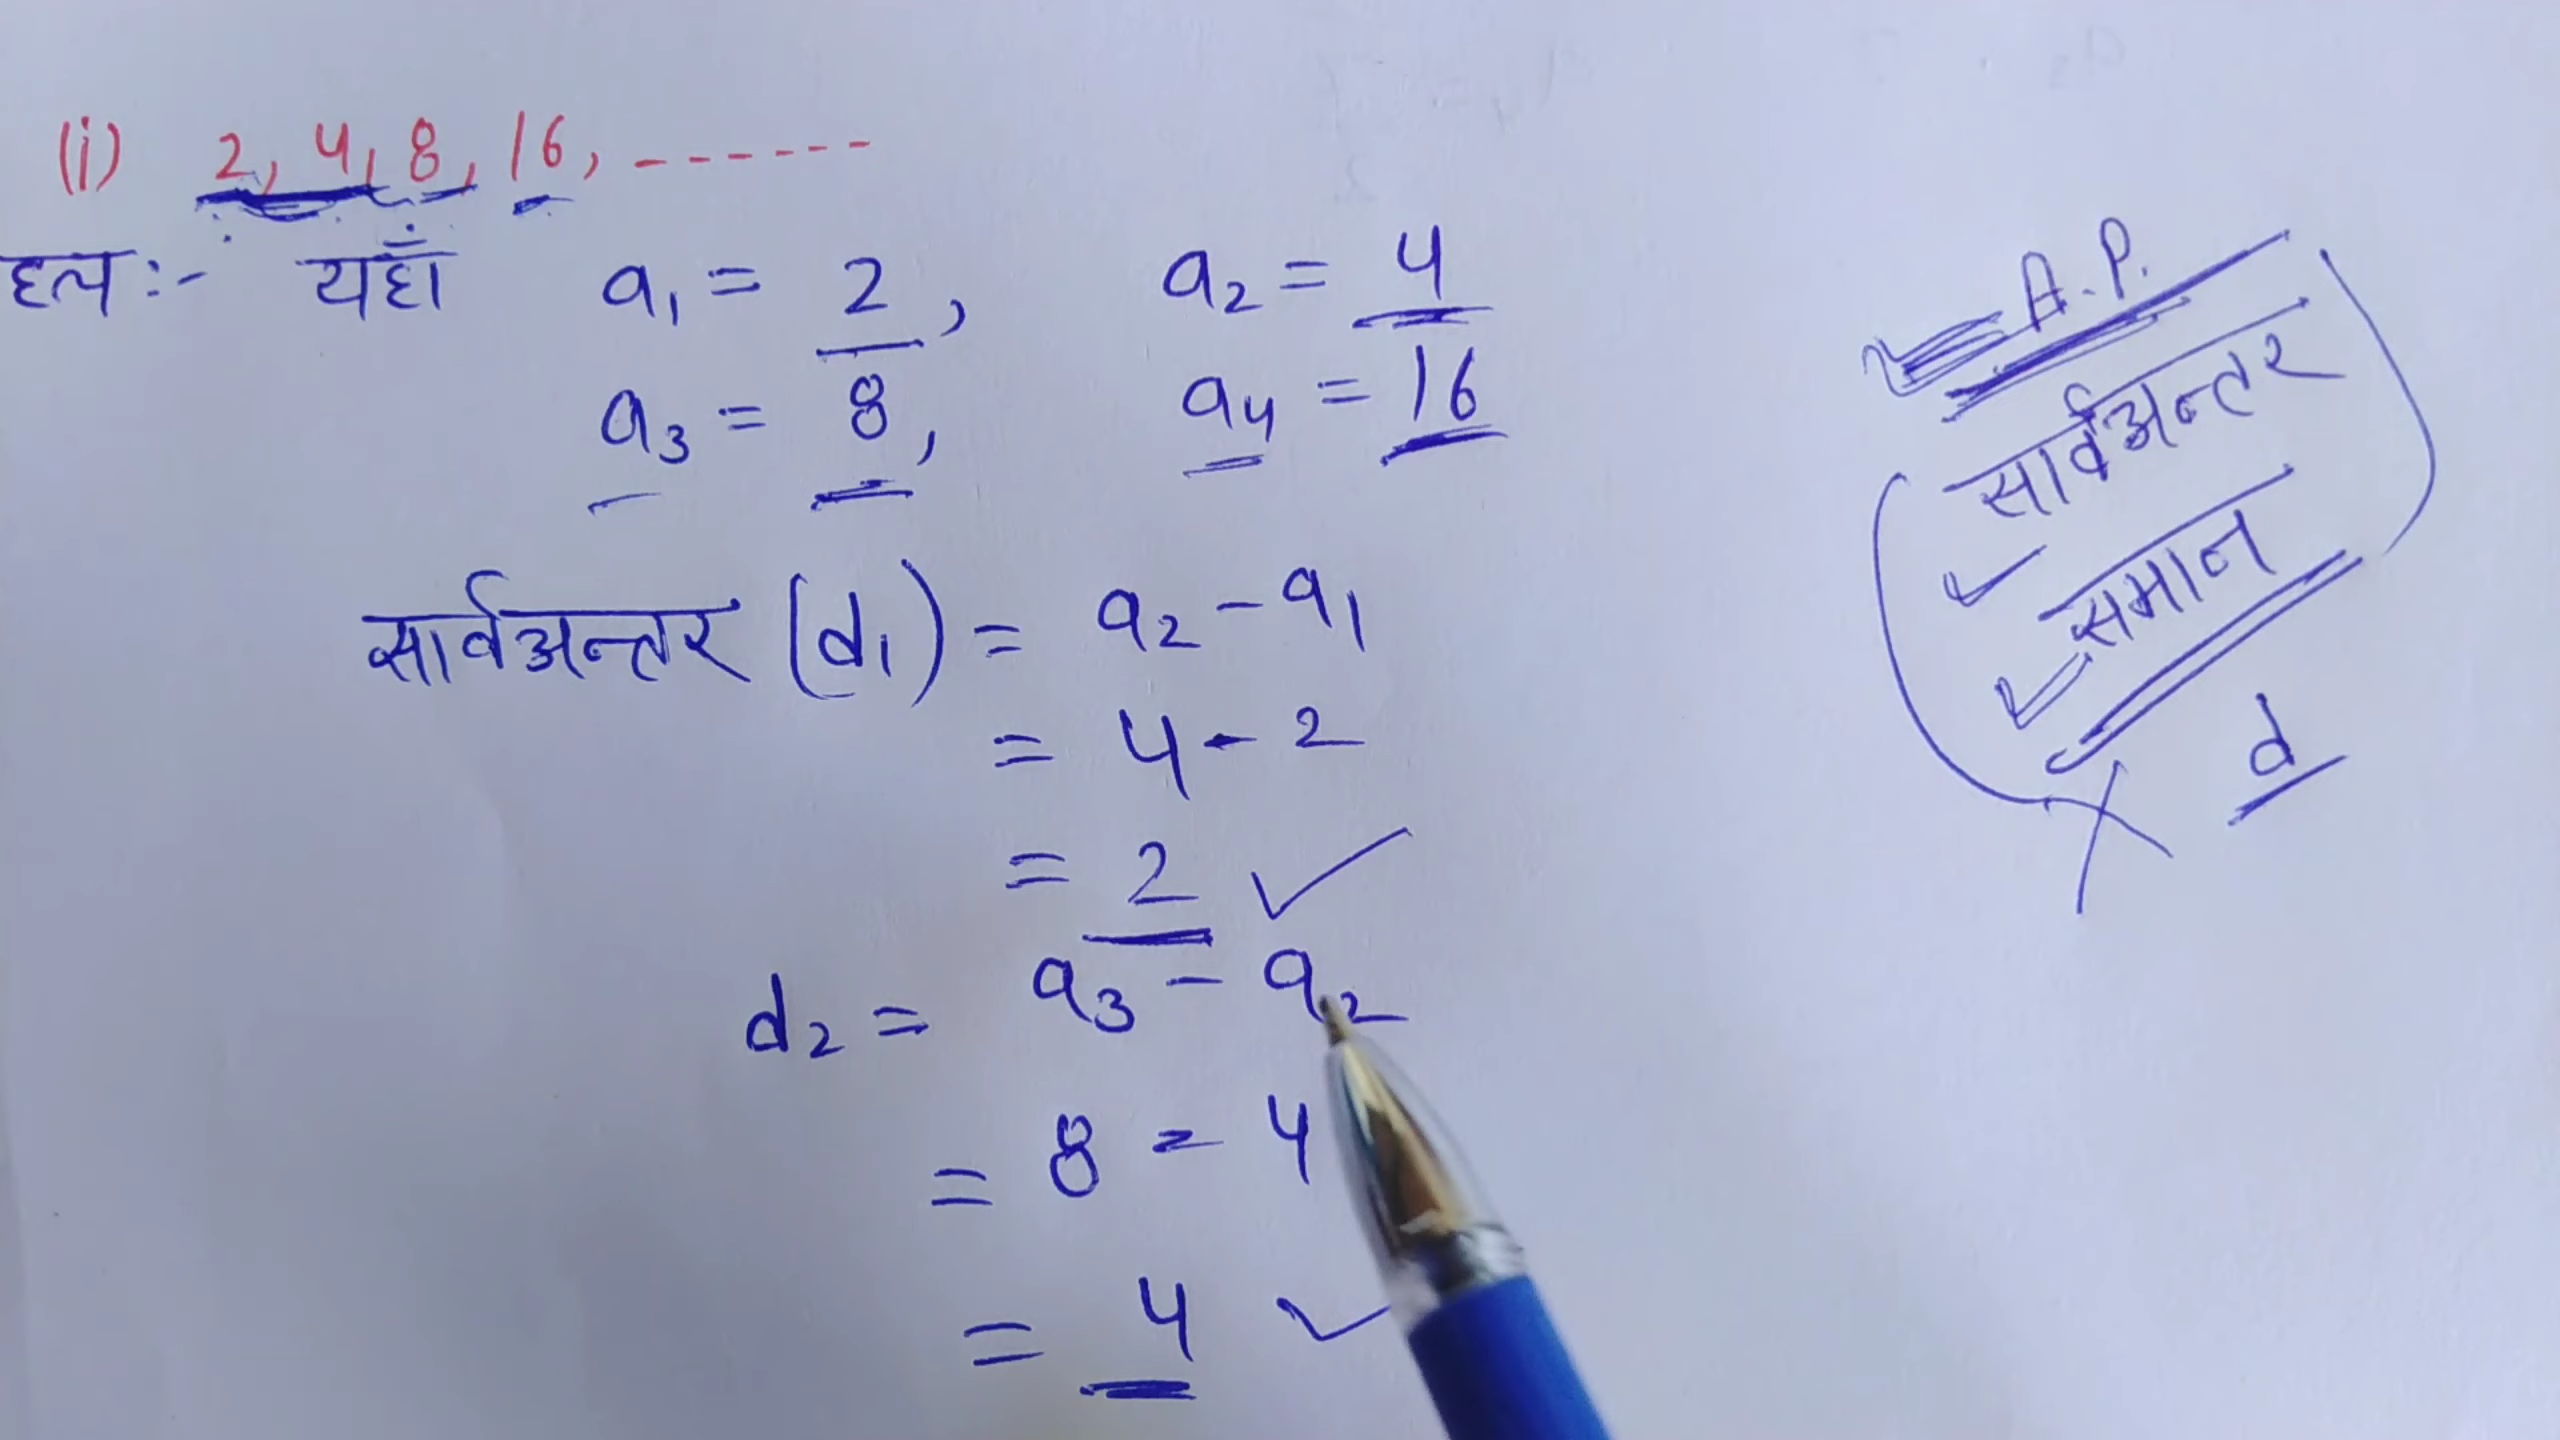 (i) 2, 4, 8, 16, -------
हल :- यहाँ a₁ = 2, a₂ = 4
a₃ = 8, a₄ = 16
सार्वअन्तर (d₁) = a₂ - a₁
= 4 - 2
= 2 ✓
d₂ = a₃ - a₂
= 8 - 4
= 4 ✓
A.P.
सार्वअन्तर
समान
d